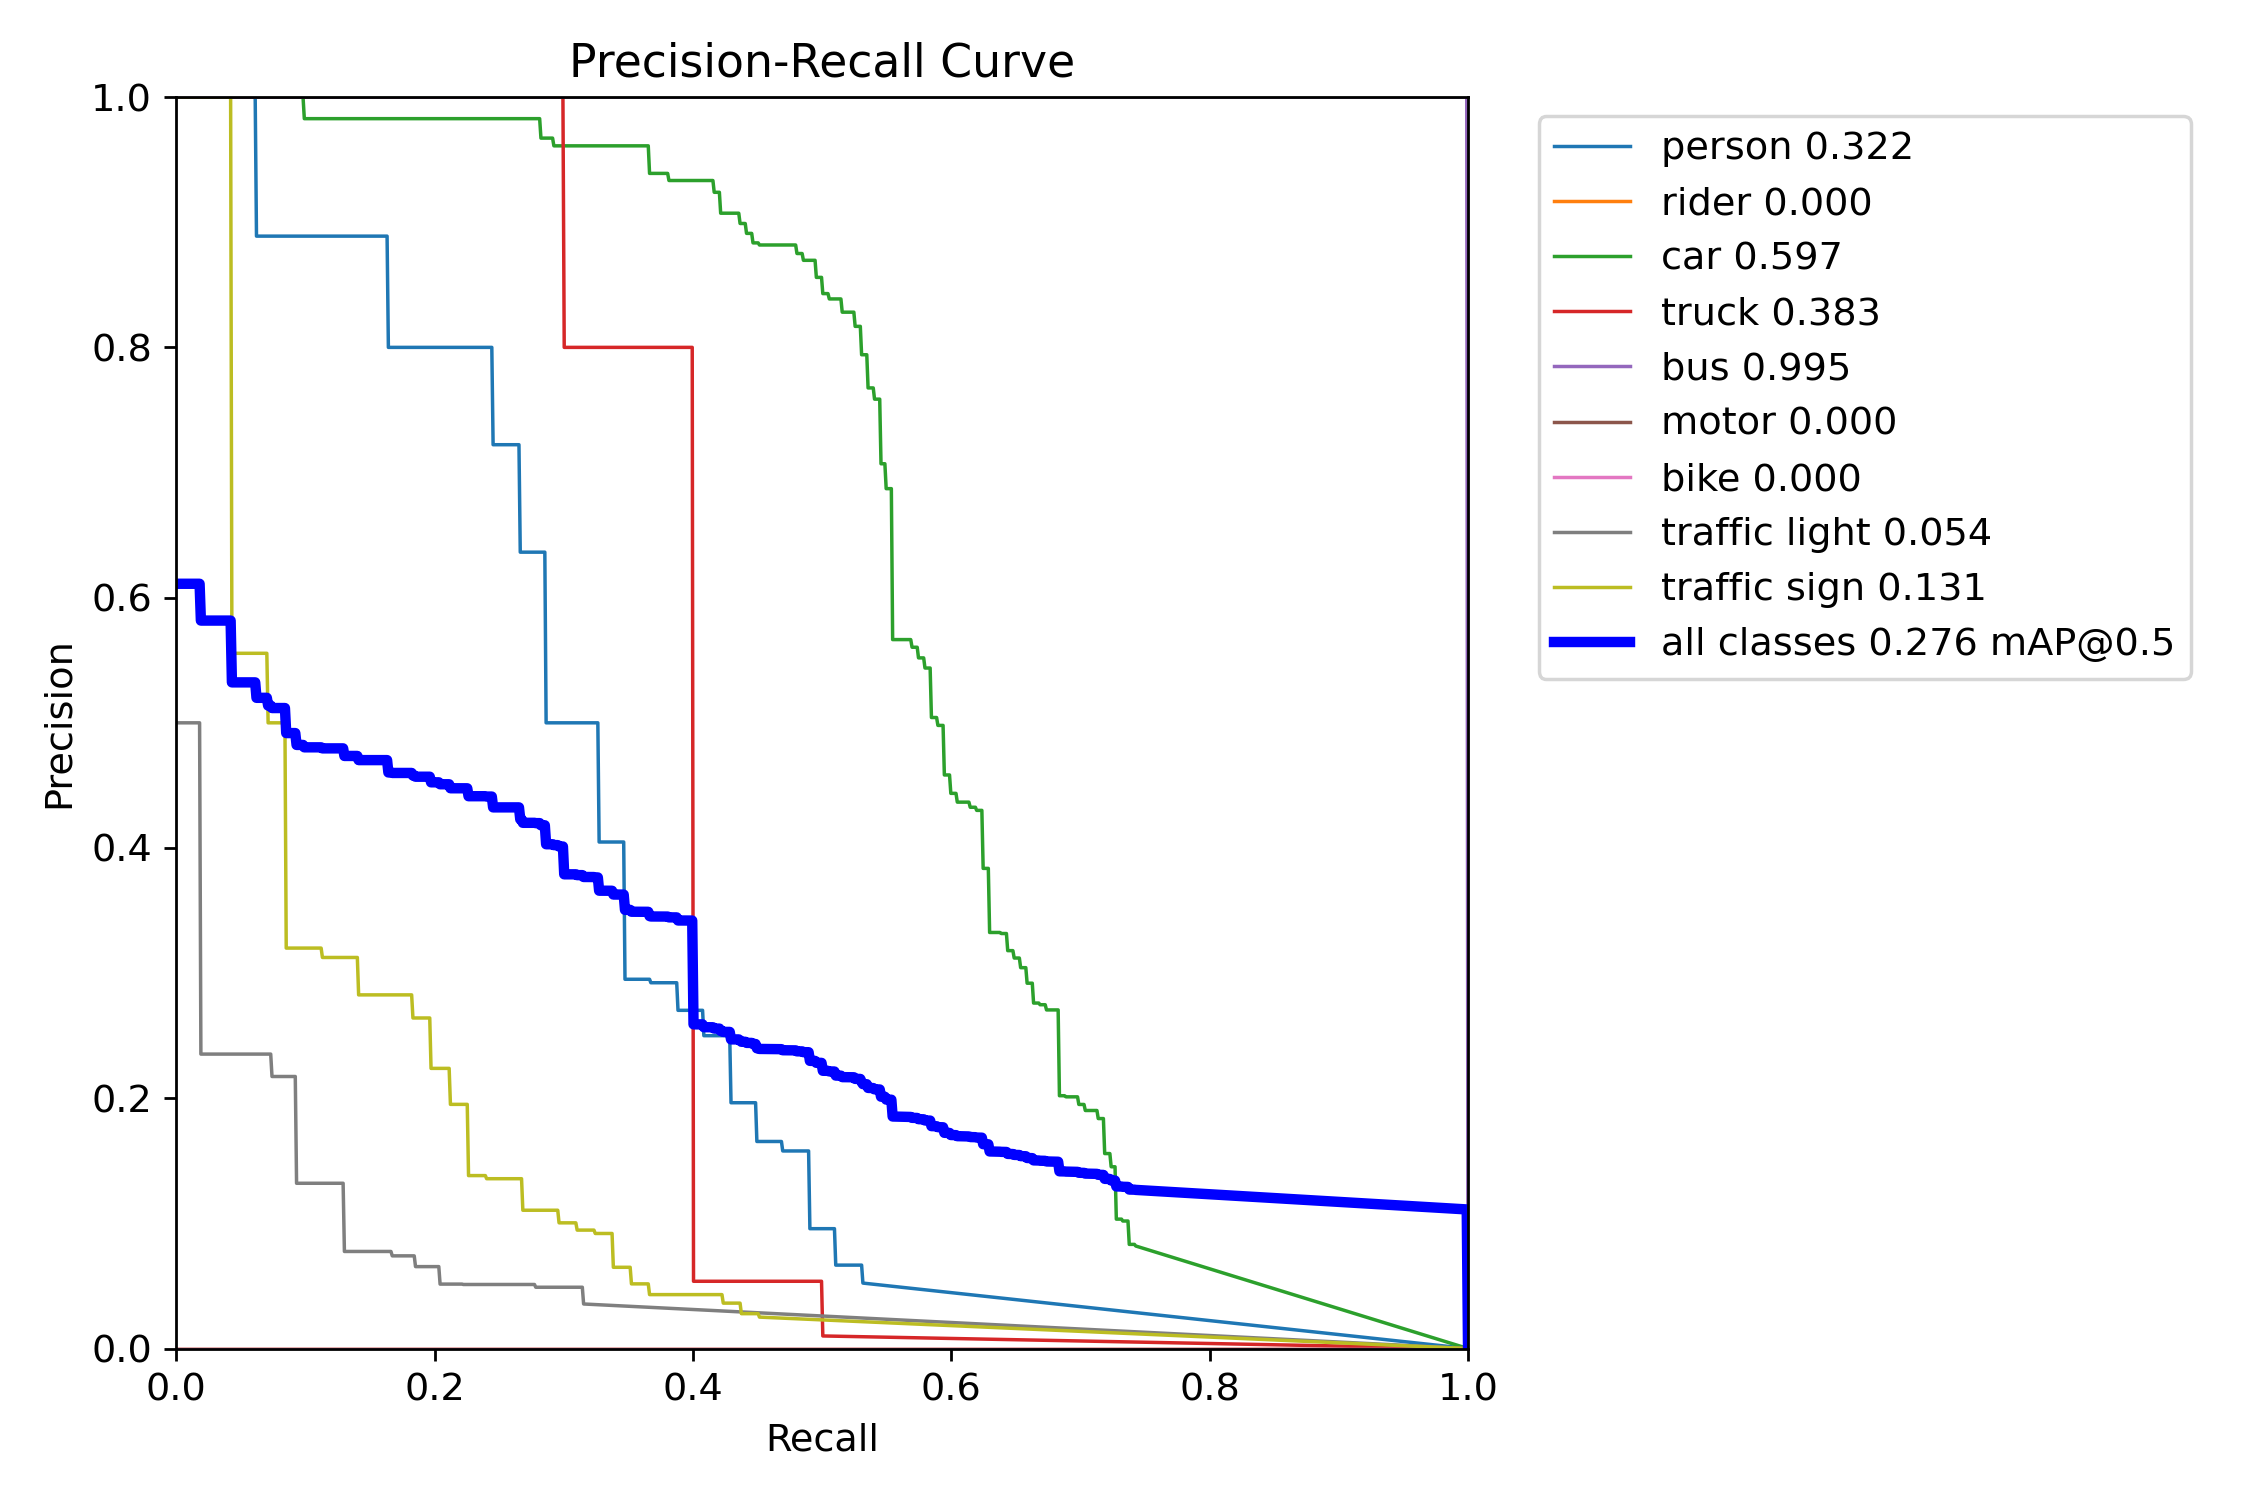 Precision-Recall Curve
1.0
0.8
0.6
0.4
0.2
0.0
Precision
0.0 0.2 0.4 0.6 0.8 1.0
Recall
person 0.322
rider 0.000
car 0.597
truck 0.383
bus 0.995
motor 0.000
bike 0.000
traffic light 0.054
traffic sign 0.131
all classes 0.276 mAP@0.5